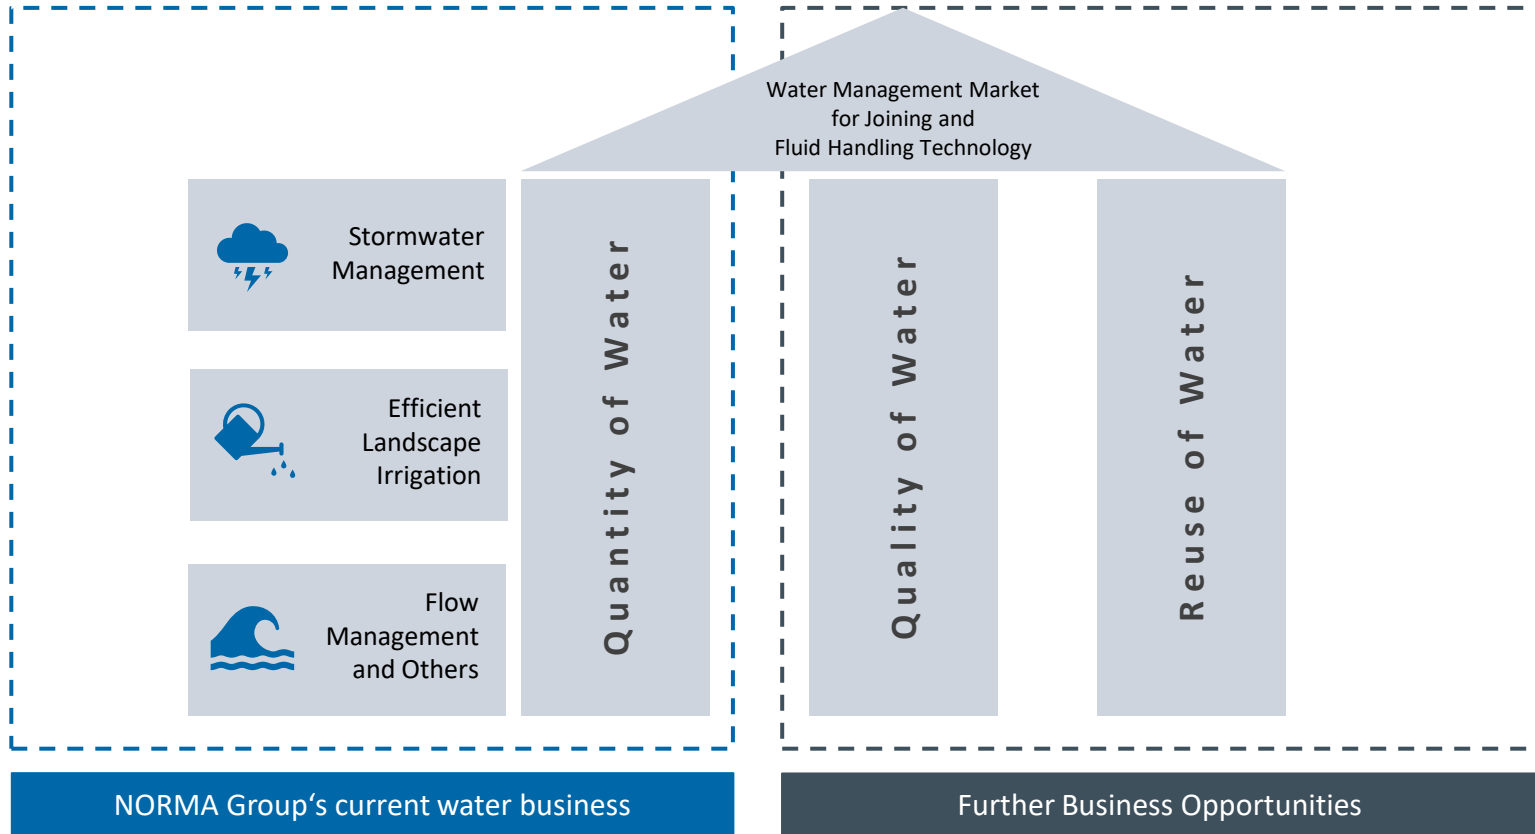 Water Management Market
for Joining and
Fluid Handling Technology
Stormwater
Management
Efficient
Landscape
Irrigation
Flow
Management
and Others
Quantity of Water
Quality of Water
Reuse of Water
NORMA Group‘s current water business
Further Business Opportunities